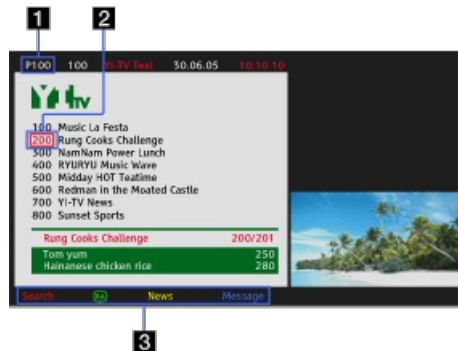 1 2
P100 100 YI-TV Text 30.06.05 10:10 10
YI tv
100 Music La Festa
200 Rung Cooks Challenge
300 NamNam Power Lunch
400 RYURYU Music Wave
500 Midday HOT Teatime
600 Redman in the Moated Castle
700 YI-TV News
800 Sunset Sports
Rung Cooks Challenge 200/201
Tom yum 250
Hainanese chicken rice 280
Search News Message
3